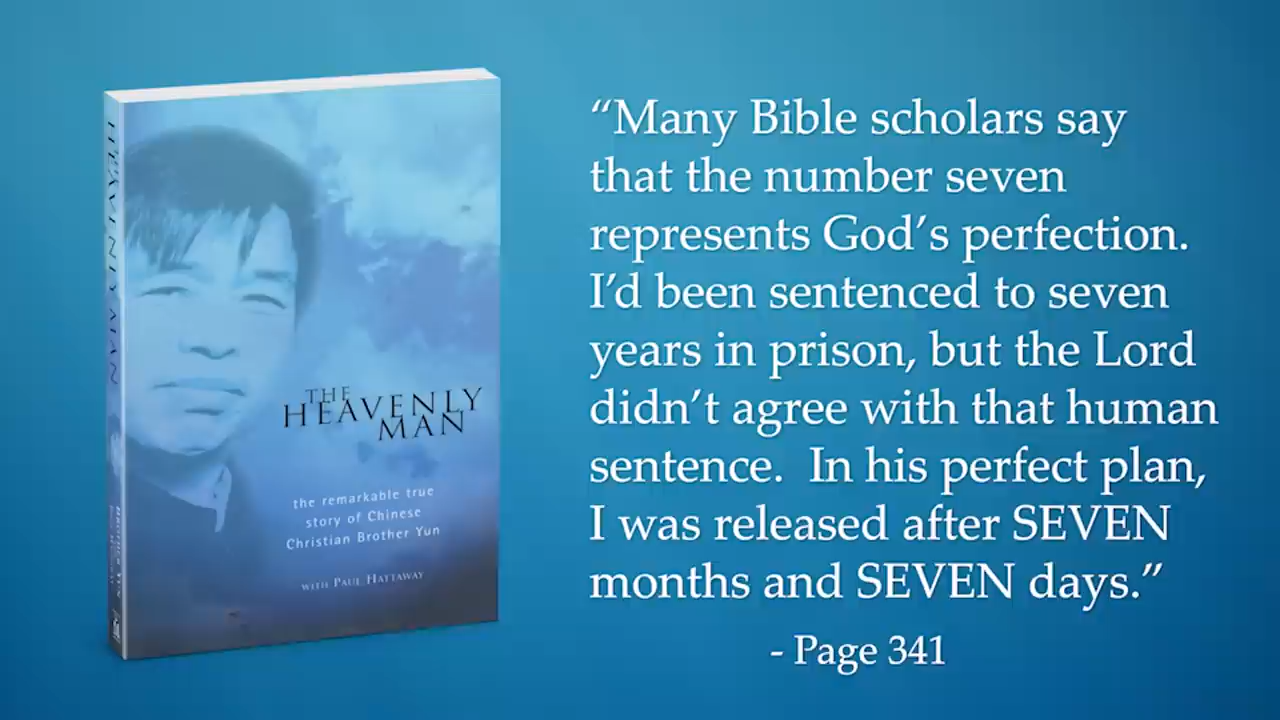 HEAVENLY MAN
THE
HEAVENLY
MAN
the remarkable true
story of Chinese
Christian Brother Yun
WITH PAUL HATTAWAY
“Many Bible scholars say
that the number seven
represents God’s perfection.
I’d been sentenced to seven
years in prison, but the Lord
didn’t agree with that human
sentence.  In his perfect plan,
I was released after SEVEN
months and SEVEN days.”
- Page 341